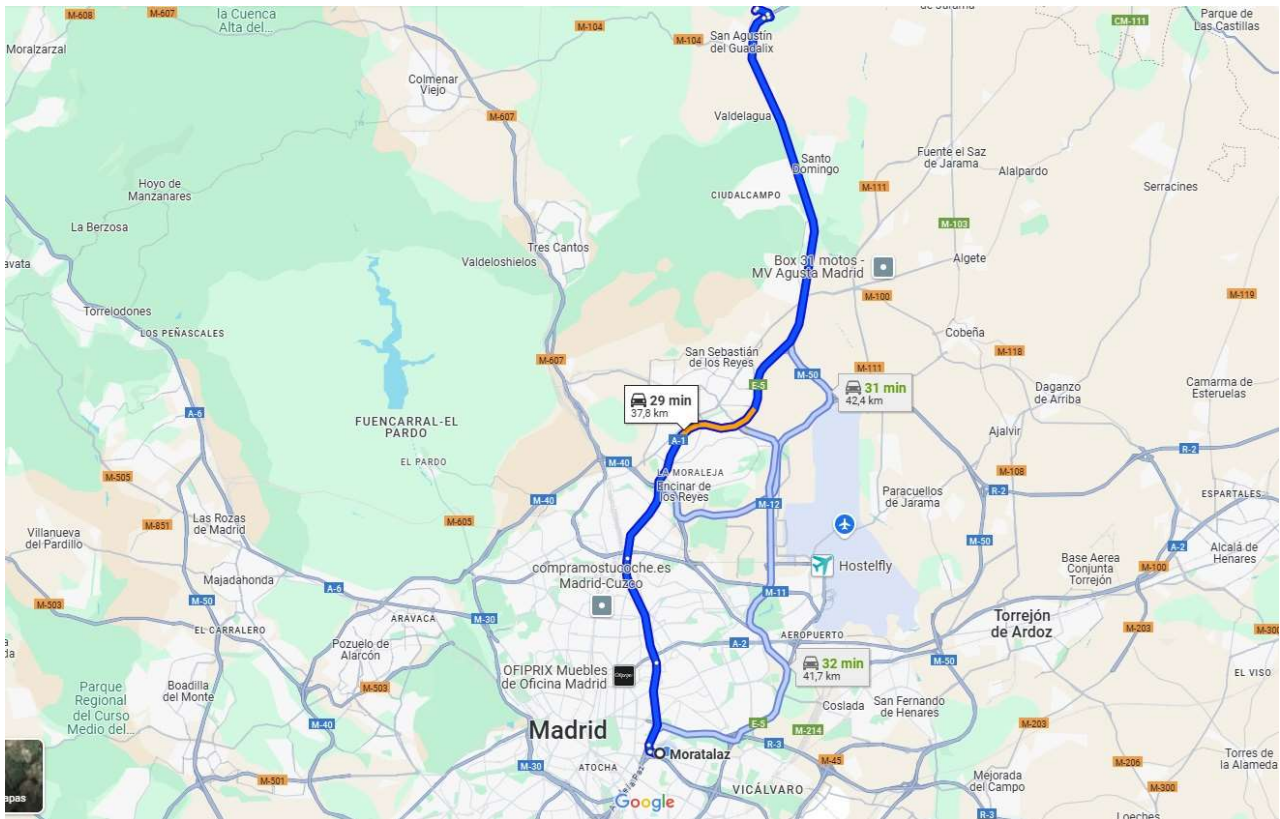 M-608
la Cuenca
Alta del...
M-607
M-104
de Jarama
CM-111
Parque de
Las Castillas
Moralzarzal
M-104
San Agustín
del Guadalix
Colmenar
Viejo
M-607
Valdelagua
Fuente el Saz
de Jarama
Santo
Domingo
Alalpardo
Hoyo de
Manzanares
M-111
Serracines
CIUDALCAMPO
La Berzosa
M-103
Tres Cantos
Valdeloshielos
Box 31 motos -
MV Agusta Madrid
Algete
M-100
M-119
Torrelodones
LOS PEÑASCALES
Cobeña
M-607
San Sebastián
de los Reyes
M-118
M-111
M-50
E-5
31 min
42,4 km
Daganzo
de Arriba
Camarma de
Esteruelas
29 min
37,8 km
A-6
FUENCARRAL-EL
PARDO
A-1
Ajalvir
R-2
EL PARDO
M-40
LA MORALEJA
M-108
M-505
Encinar de
los Reyes
M-40
M-12
Paracuellos
de Jarama
R-2
ESPARTALES
M-605
Las Rozas
de Madrid
M-851
Villanueva
del Pardillo
M-50
A-2
Alcalá de
Henares
compramostucoche.es
Madrid-Cuzco
Hostelfly
Base Aerea
Conjunta
Torrejón
M-100
Majadahonda
A-6
M-503
M-50
M-11
ARAVACA
M-30
Torrejón
de Ardoz
M-203
M-300
EL CARRALERO
Pozuelo de
Alarcón
A-2
AEROPUERTO
M-50
OFIPRIX Muebles
de Oficina Madrid
32 min
41,7 km
EL VISO
M-503
Parque
Regional
del Curso
Medio del...
Boadilla
del Monte
M-40
Coslada
San Fernando
de Henares
Madrid
E-5
M-214
M-203
R-3
Moratalaz
M-501
M-30
ATOCHA
M-45
M-206
Torres de
la Alameda
apas
Google
VICÁLVARO
Mejorada
del Campo
M-300
R-3
Loeches